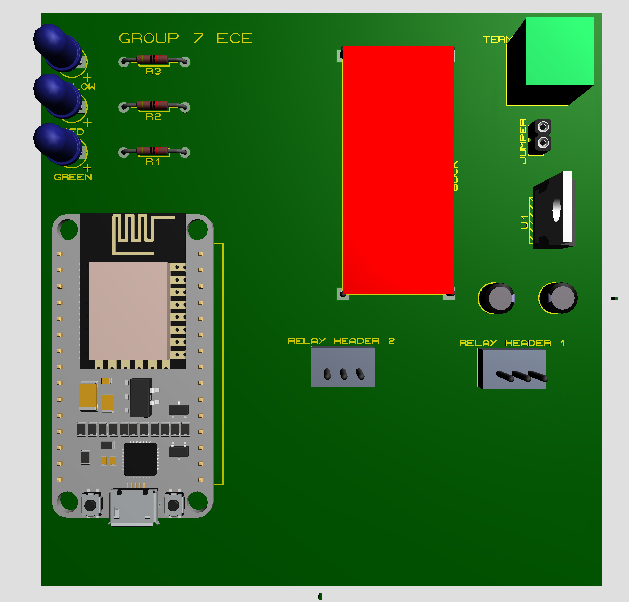 GROUP 7 ECE
R3
R2
R1
GREEN
JUMPER
U1
RELAY HEADER 2
RELAY HEADER 1